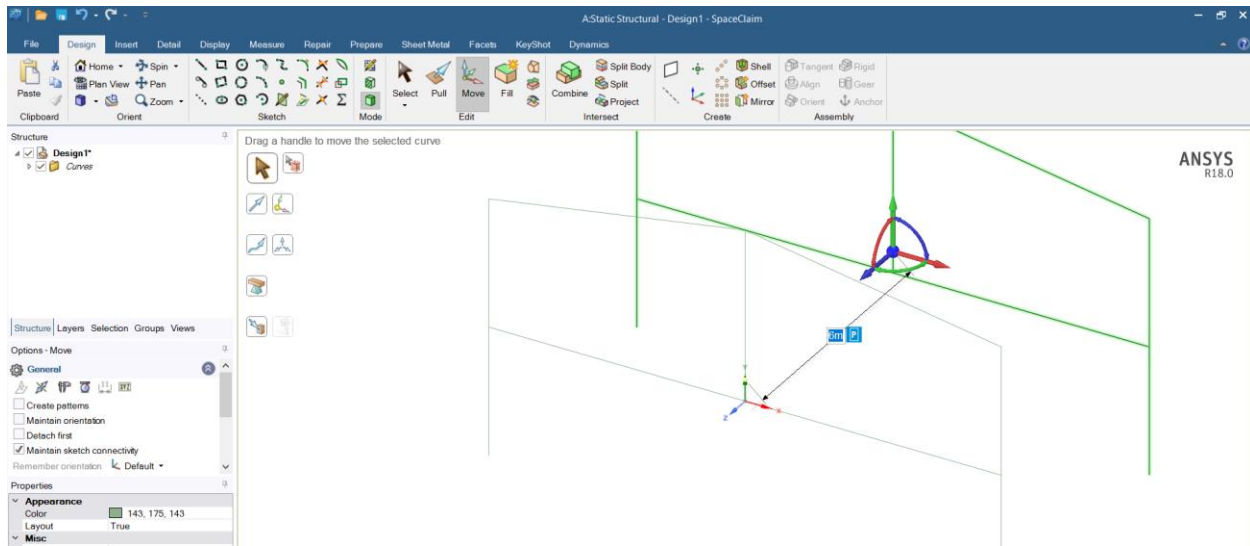 A:Static Structural - Design1 - SpaceClaim
File Design Insert Detail Display Measure Repair Prepare Sheet Metal Facets KeyShot Dynamics
Paste
Home
Spin
Plan View
Pan
Zoom
Select
Pull
Move
Fill
Combine
Split Body
Split
Project
Shell
Offset
Mirror
Tangent
Rigid
Align
Gear
Orient
Anchor
Clipboard Orient Sketch Mode Edit Intersect Create Assembly
Structure
Design1*
Curves
Structure Layers Selection Groups Views
Options - Move
General
XYZ
Create patterns
Maintain orientation
Detach first
Maintain sketch connectivity
Remember orientation Default
Properties
Appearance
Color 143, 175, 143
Layout True
Misc
Drag a handle to move the selected curve
ANSYS
R18.0
6m P
Y
X
Z